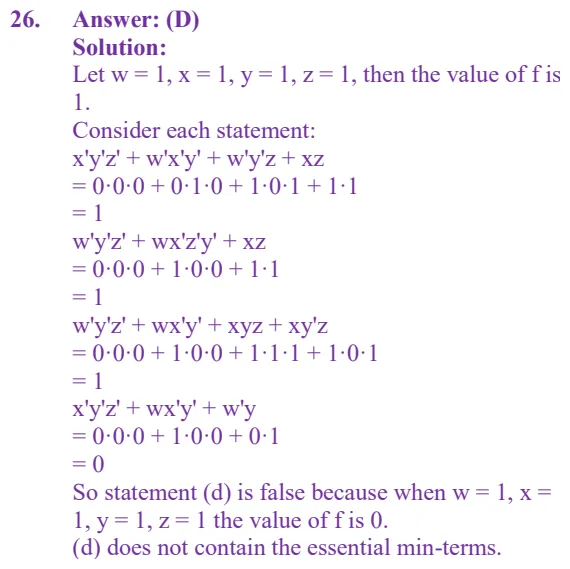 26. Answer: (D)
Solution:
Let w = 1, x = 1, y = 1, z = 1, then the value of f is
1.
Consider each statement:
x'y'z' + w'x'y' + w'y'z + xz
= 0·0·0 + 0·1·0 + 1·0·1 + 1·1
= 1
w'y'z' + wx'z'y' + xz
= 0·0·0 + 1·0·0 + 1·1
= 1
w'y'z' + wx'y' + xyz + xy'z
= 0·0·0 + 1·0·0 + 1·1·1 + 1·0·1
= 1
x'y'z' + wx'y' + w'y
= 0·0·0 + 1·0·0 + 0·1
= 0
So statement (d) is false because when w = 1, x =
1, y = 1, z = 1 the value of f is 0.
(d) does not contain the essential min-terms.